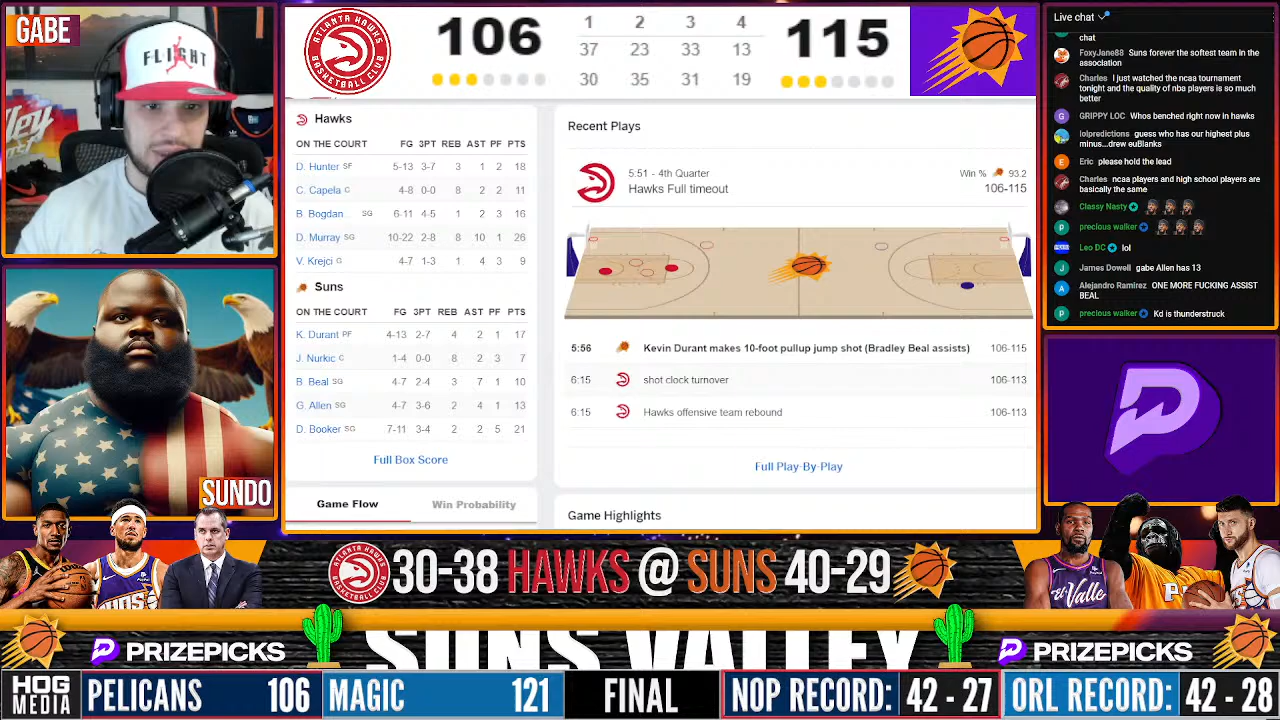 GABE
FLIGHT
ATLANTA HAWKS
BASKETBALL CLUB
106
1 2 3 4
37 23 33 13
30 35 31 19
115
Hawks
ON THE COURT FG 3PT REB AST PF PTS
D. Hunter SF 5-13 3-7 3 1 2 18
C. Capela C 4-8 0-0 8 2 2 11
B. Bogdan... SG 6-11 4-5 1 2 3 16
D. Murray SG 10-22 2-8 8 10 1 26
V. Krejci G 4-7 1-3 1 4 3 9
Suns
ON THE COURT FG 3PT REB AST PF PTS
K. Durant PF 4-13 2-7 4 2 1 17
J. Nurkic C 1-4 0-0 8 2 3 7
B. Beal SG 4-7 2-4 3 7 1 10
G. Allen SG 4-7 3-6 2 4 1 13
D. Booker SG 7-11 3-4 2 2 5 21
Full Box Score
Game Flow Win Probability
Recent Plays
5:51 - 4th Quarter
Hawks Full timeout
Win % 93.2
106-115
5:56 Kevin Durant makes 10-foot pullup jump shot (Bradley Beal assists) 106-115
6:15 shot clock turnover 106-113
6:15 Hawks offensive team rebound 106-113
Full Play-By-Play
Game Highlights
Live chat
chat
FoxyJane88 Suns forever the softest team in the
association
Charles I just watched the ncaa tournament
tonight and the quality of nba players is so much
better
GRIPPY LOC Whos benched right now in hawks
lolpredictions guess who has our highest plus
minus...drew euBlanks
Eric please hold the lead
Charles ncaa players and high school players are
basically the same
Classy Nasty
precious walker
Leo DC lol
James Dowell gabe Allen has 13
Alejandro Ramirez ONE MORE FUCKING ASSIST
BEAL
precious walker Kd is thunderstruck
SUNDO
30-38 HAWKS @ SUNS 40-29
PRIZEPICKS
SUNS VALLEY
PRIZEPICKS
HOG
MEDIA
PELICANS 106 MAGIC 121 FINAL NOP RECORD: 42 - 27 ORL RECORD: 42 - 28